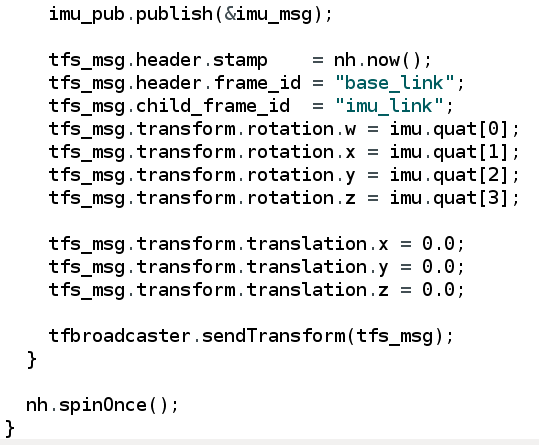 imu_pub.publish(&imu_msg);

    tfs_msg.header.stamp    = nh.now();
    tfs_msg.header.frame_id = "base_link";
    tfs_msg.child_frame_id  = "imu_link";
    tfs_msg.transform.rotation.w = imu.quat[0];
    tfs_msg.transform.rotation.x = imu.quat[1];
    tfs_msg.transform.rotation.y = imu.quat[2];
    tfs_msg.transform.rotation.z = imu.quat[3];

    tfs_msg.transform.translation.x = 0.0;
    tfs_msg.transform.translation.y = 0.0;
    tfs_msg.transform.translation.z = 0.0;

    tfbroadcaster.sendTransform(tfs_msg);
  }

  nh.spinOnce();
}